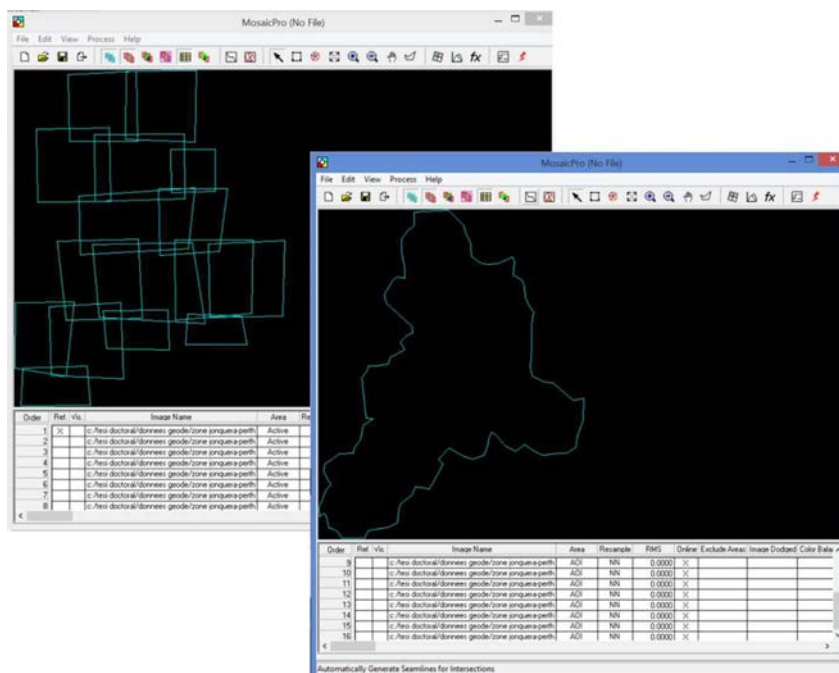 MosaicPro (No File)
File Edit View Process Help
Order Ref. Vis. Image Name Area
1 X c:/tesi doctoral/donnees geode/zone jonquera-perth Active
2 c:/tesi doctoral/donnees geode/zone jonquera-perth Active
3 c:/tesi doctoral/donnees geode/zone jonquera-perth Active
4 c:/tesi doctoral/donnees geode/zone jonquera-perth Active
5 c:/tesi doctoral/donnees geode/zone jonquera-perth Active
6 c:/tesi doctoral/donnees geode/zone jonquera-perth Active
7 c:/tesi doctoral/donnees geode/zone jonquera-perth Active
8 c:/tesi doctoral/donnees geode/zone jonquera-perth Active
MosaicPro (No File)
File Edit View Process Help
fx
Order Ref. Vis. Image Name Area Resample RMS Online Exclude Areas Image Dodged Color Bala
9 c:/tesi doctoral/donnees geode/zone jonquera-perth AOI NN 0.0000 X
10 c:/tesi doctoral/donnees geode/zone jonquera-perth AOI NN 0.0000 X
11 c:/tesi doctoral/donnees geode/zone jonquera-perth AOI NN 0.0000 X
12 c:/tesi doctoral/donnees geode/zone jonquera-perth AOI NN 0.0000 X
13 c:/tesi doctoral/donnees geode/zone jonquera-perth AOI NN 0.0000 X
14 c:/tesi doctoral/donnees geode/zone jonquera-perth AOI NN 0.0000 X
15 c:/tesi doctoral/donnees geode/zone jonquera-perth AOI NN 0.0000 X
16 c:/tesi doctoral/donnees geode/zone jonquera-perth AOI NN 0.0000 X
Automatically Generate Seamlines for Intersections